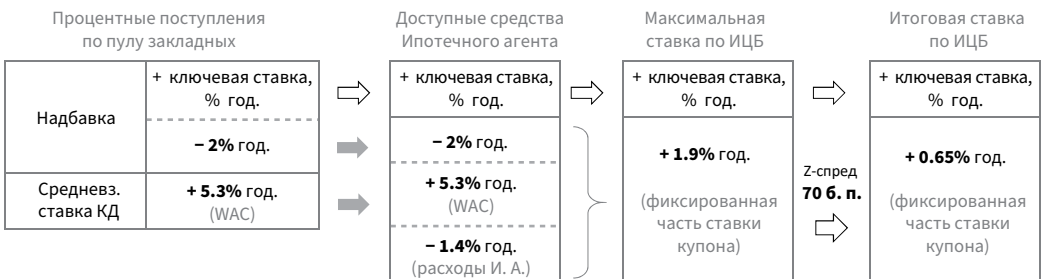 Процентные поступления
по пулу закладных
Надбавка
+ ключевая ставка,
% год.
− 2% год.
Средневз.
ставка КД
+ 5.3% год.
(WAC)
Доступные средства
Ипотечного агента
+ ключевая ставка,
% год.
− 2% год.
+ 5.3% год.
(WAC)
− 1.4% год.
(расходы И. А.)
Максимальная
ставка по ИЦБ
+ ключевая ставка,
% год.
+ 1.9% год.
(фиксированная
часть ставки
купона)
Z-спред
70 б. п.
Итоговая ставка
по ИЦБ
+ ключевая ставка,
% год.
+ 0.65% год.
(фиксированная
часть ставки
купона)